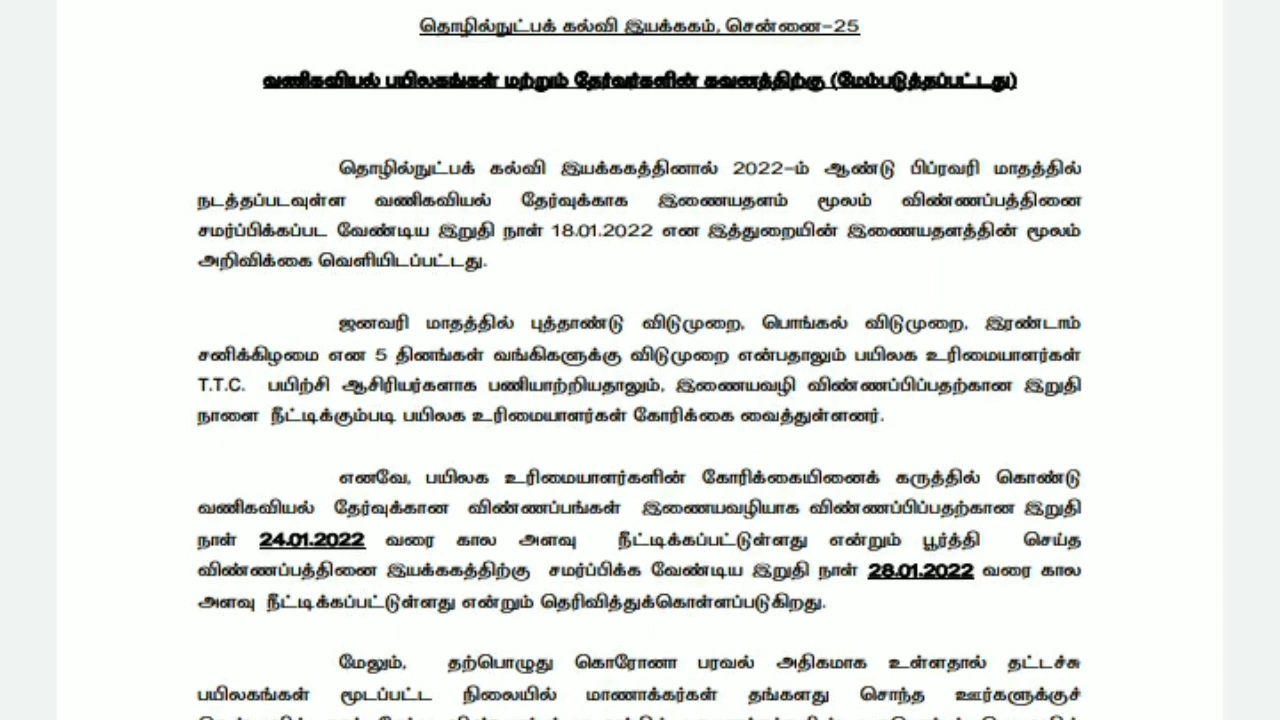 தொழில்நுட்பக் கல்வி இயக்ககம், சென்னை-25
வணிகவியல் பயிலகங்கள் மற்றும் தேர்வர்களின் கவனத்திற்கு (மேம்படுத்தப்பட்டது)
தொழில்நுட்பக் கல்வி இயக்ககத்தினால் 2022-ம் ஆண்டு பிப்ரவரி மாதத்தில்
நடத்தப்படவுள்ள வணிகவியல் தேர்வுக்காக இணையதளம் மூலம் விண்ணப்பத்தினை
சமர்ப்பிக்கப்பட வேண்டிய இறுதி நாள் 18.01.2022 என இத்துறையின் இணையதளத்தின் மூலம்
அறிவிக்கை வெளியிடப்பட்டது.
ஜனவரி மாதத்தில் புத்தாண்டு விடுமுறை, பொங்கல் விடுமுறை, இரண்டாம்
சனிக்கிழமை என 5 தினங்கள் வங்கிகளுக்கு விடுமுறை என்பதாலும் பயிலக உரிமையாளர்கள்
T.T.C. பயிற்சி ஆசிரியர்களாக பணியாற்றியதாலும், இணையவழி விண்ணப்பிப்பதற்கான இறுதி
நாளை நீட்டிக்கும்படி பயிலக உரிமையாளர்கள் கோரிக்கை வைத்துள்ளனர்.
எனவே, பயிலக உரிமையாளர்களின் கோரிக்கையினைக் கருத்தில் கொண்டு
வணிகவியல் தேர்வுக்கான விண்ணப்பங்கள் இணையவழியாக விண்ணப்பிப்பதற்கான இறுதி
நாள் 24.01.2022 வரை கால அளவு நீட்டிக்கப்பட்டுள்ளது என்றும் பூர்த்தி செய்த
விண்ணப்பத்தினை இயக்ககத்திற்கு சமர்ப்பிக்க வேண்டிய இறுதி நாள் 28.01.2022 வரை கால
அளவு நீட்டிக்கப்பட்டுள்ளது என்றும் தெரிவித்துக்கொள்ளப்படுகிறது.
மேலும், தற்பொழுது கொரோனா பரவல் அதிகமாக உள்ளதால் தட்டச்சு
பயிலகங்கள் மூடப்பட்ட நிலையில் மாணாக்கர்கள் தங்களது சொந்த ஊர்களுக்குச்